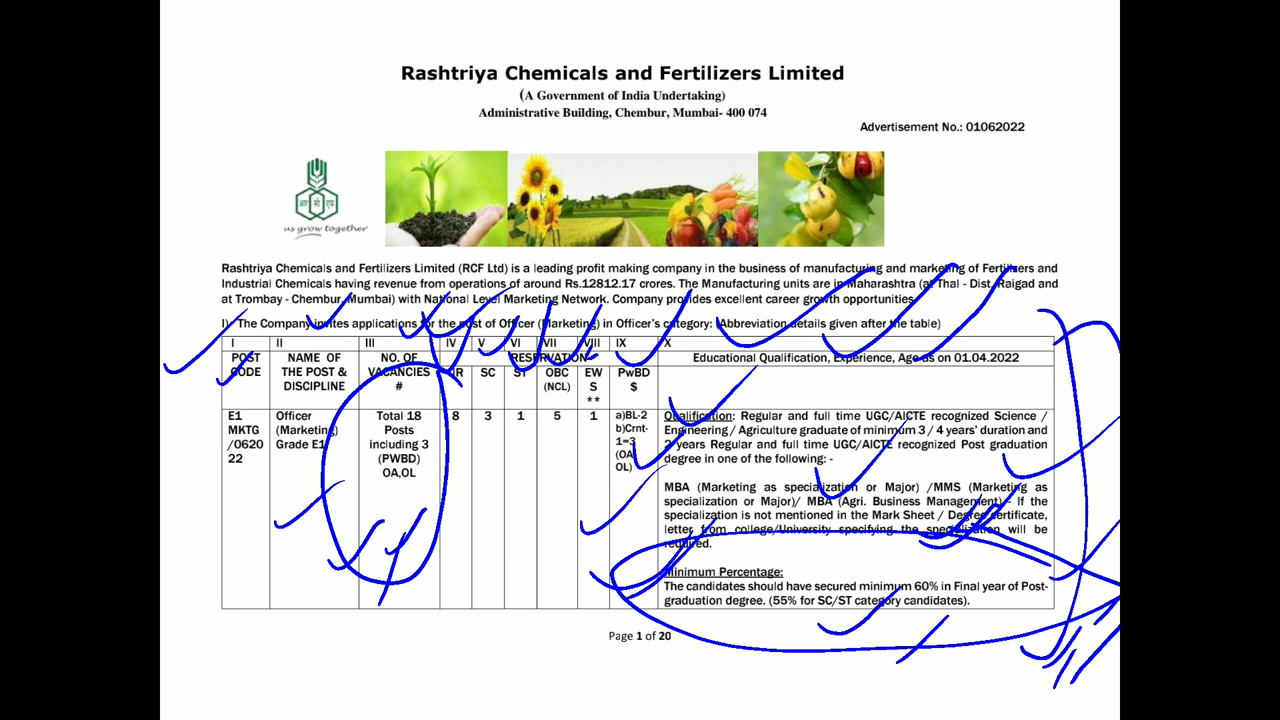 Rashtriya Chemicals and Fertilizers Limited
(A Government of India Undertaking)
Administrative Building, Chembur, Mumbai- 400 074
Advertisement No.: 01062022
आर सी एफ
us grow together
Rashtriya Chemicals and Fertilizers Limited (RCF Ltd) is a leading profit making company in the business of manufacturing and marketing of Fertilizers and
Industrial Chemicals having revenue from operations of around Rs.12812.17 crores. The Manufacturing units are in Maharashtra (at Thal - Dist. Raigad and
at Trombay - Chembur, Mumbai) with National Level Marketing Network. Company provides excellent career growth opportunities.
I) The Company invites applications for the post of Officer (Marketing) in Officer's category: (Abbreviation details given after the table)
I II III IV V VI VII VIII IX X
POST CODE
NAME OF THE POST & DISCIPLINE
NO. OF VACANCIES #
RESERVATION
UR SC ST OBC (NCL) EWS ** PwBD $
Educational Qualification, Experience, Age as on 01.04.2022
E1
MKTG
/0620
22
Officer
(Marketing)
Grade E1
Total 18
Posts
including 3
(PWBD)
OA,OL
8 3 1 5 1
a)BL-2
b)Crnt-
1=3
(OA,
OL)
Qualification: Regular and full time UGC/AICTE recognized Science /
Engineering / Agriculture graduate of minimum 3 / 4 years' duration and
2 years Regular and full time UGC/AICTE recognized Post graduation
degree in one of the following: -
MBA (Marketing as specialization or Major) /MMS (Marketing as
specialization or Major)/ MBA (Agri. Business Management) - If the
specialization is not mentioned in the Mark Sheet / Degree certificate,
letter from college/University specifying the specialization will be
required.
Minimum Percentage:
The candidates should have secured minimum 60% in Final year of Post-
graduation degree. (55% for SC/ST category candidates).
Page 1 of 20